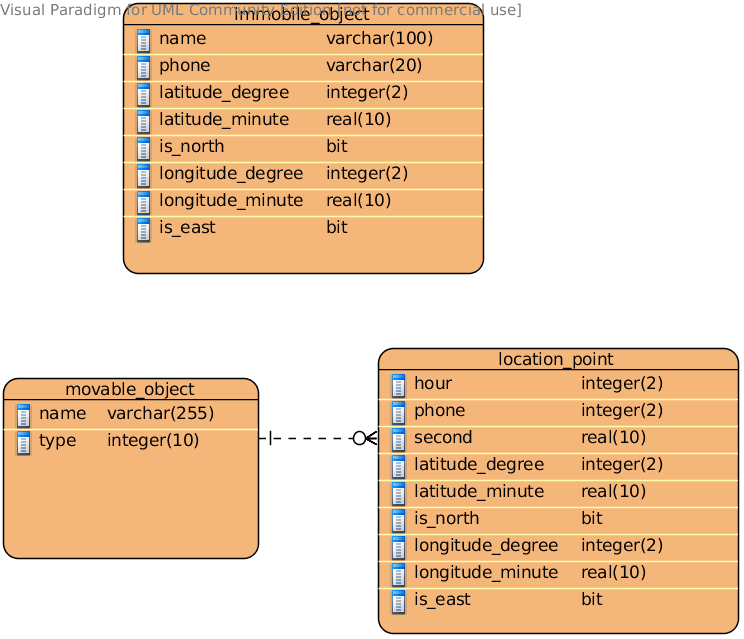 Visual Paradigm for UML Community Edition [not for commercial use]
immobile_object
name varchar(100)
phone varchar(20)
latitude_degree integer(2)
latitude_minute real(10)
is_north bit
longitude_degree integer(2)
longitude_minute real(10)
is_east bit
movable_object
name varchar(255)
type integer(10)
location_point
hour integer(2)
phone integer(2)
second real(10)
latitude_degree integer(2)
latitude_minute real(10)
is_north bit
longitude_degree integer(2)
longitude_minute real(10)
is_east bit